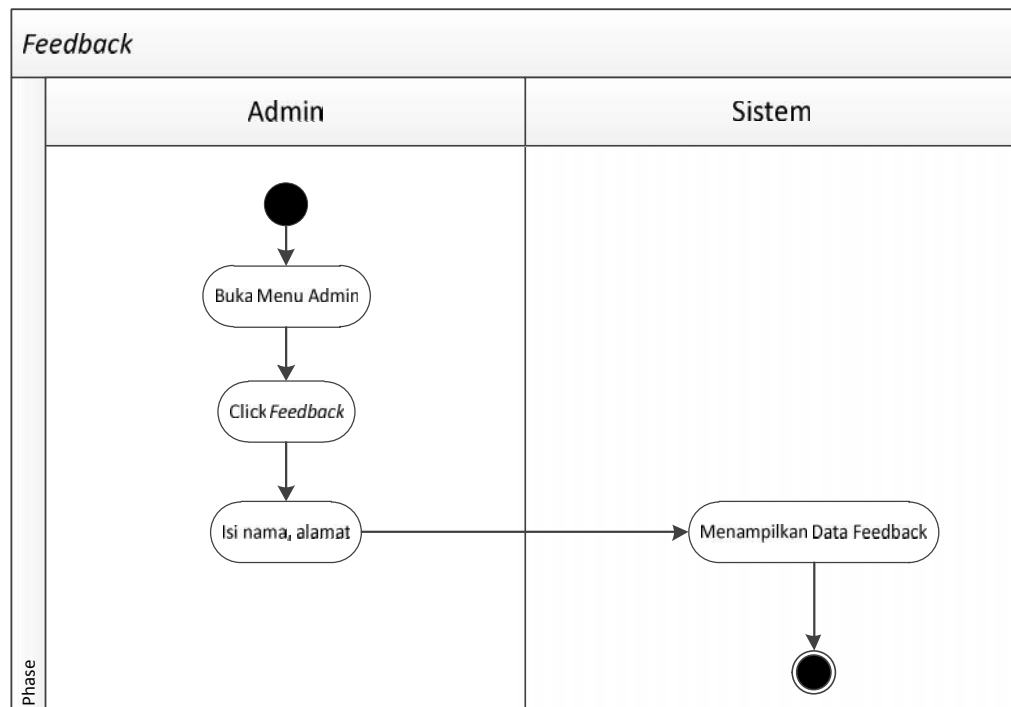 Feedback
Admin
Sistem
Buka Menu Admin
Click Feedback
Isi nama, alamat
Menampilkan Data Feedback
Phase